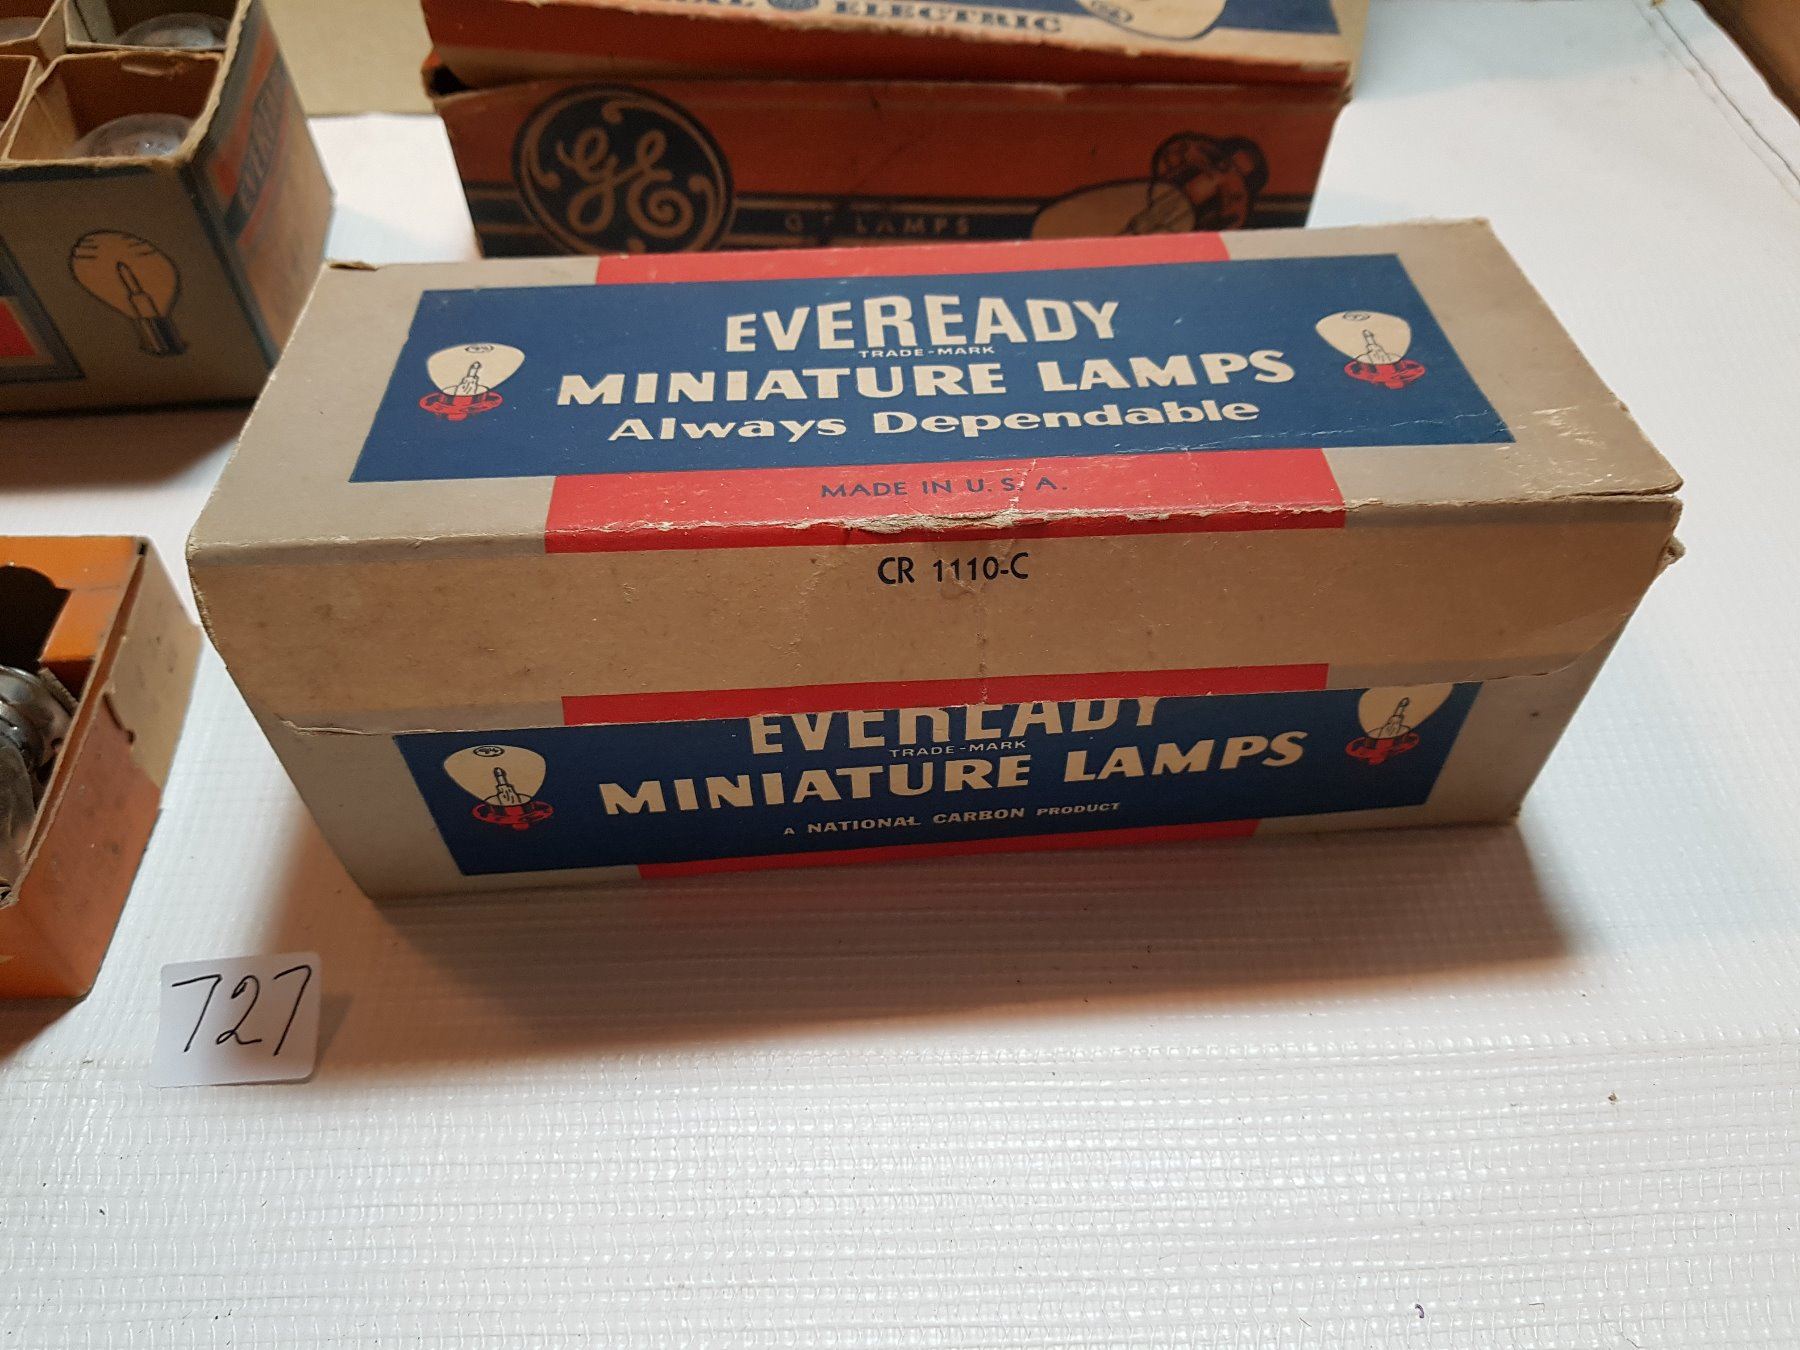 ELECTRIC
GE
LAMPS
EVEREADY
TRADE-MARK
MINIATURE LAMPS
Always Dependable
MADE IN U.S.A.
CR 1110-C
EVEREADY
TRADE-MARK
MINIATURE LAMPS
A NATIONAL CARBON PRODUCT
727